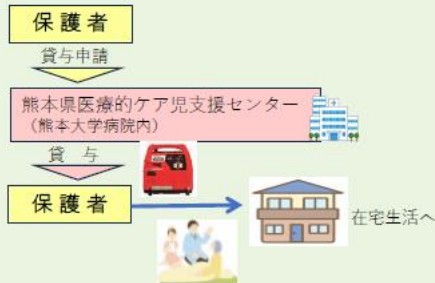 保護者
貸与申請
熊本県医療的ケア児支援センター
（熊本大学病院内）
貸 与
保護者
在宅生活へ